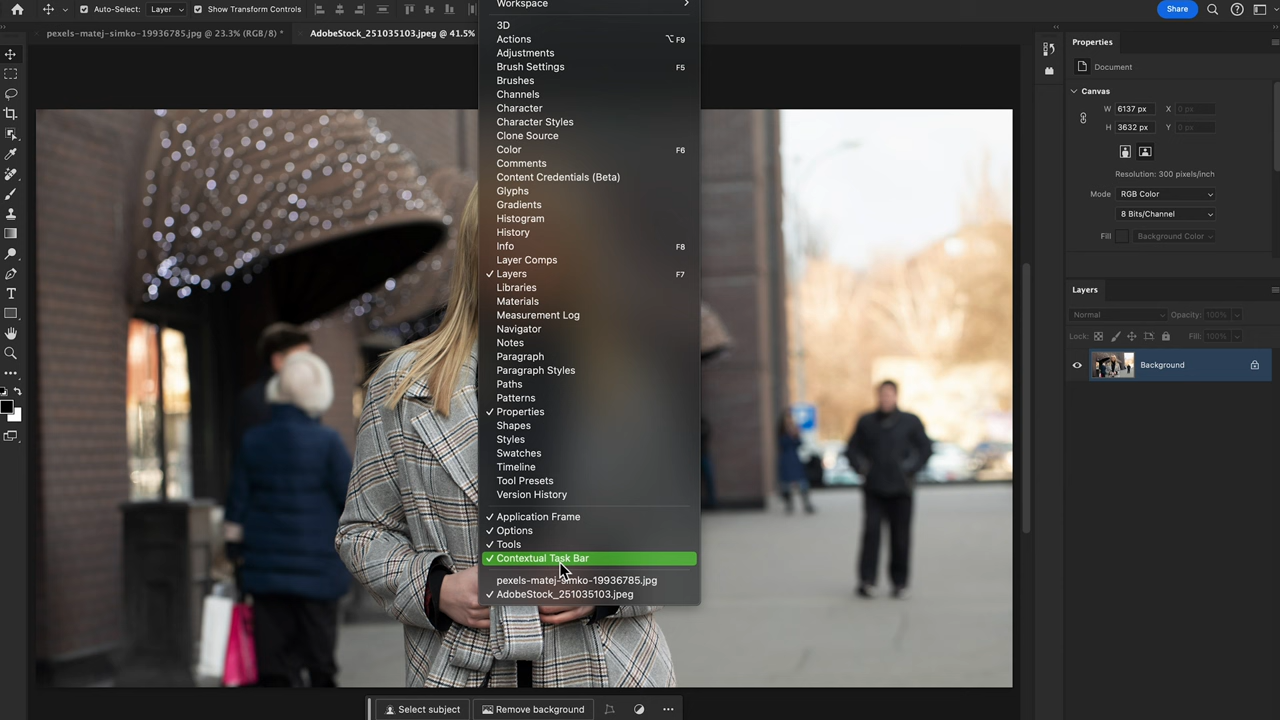 Auto-Select: Layer Show Transform Controls
Share
pexels-matej-simko-19936785.jpg @ 23.3% (RGB/8) *
AdobeStock_251035103.jpeg @ 41.5%
Workspace
3D
Actions ⌥F9
Adjustments
Brush Settings F5
Brushes
Channels
Character
Character Styles
Clone Source
Color F6
Comments
Content Credentials (Beta)
Glyphs
Gradients
Histogram
History
Info F8
Layer Comps
✓ Layers F7
Libraries
Materials
Measurement Log
Navigator
Notes
Paragraph
Paragraph Styles
Paths
Patterns
✓ Properties
Shapes
Styles
Swatches
Timeline
Tool Presets
Version History
✓ Application Frame
✓ Options
✓ Tools
✓ Contextual Task Bar
pexels-matej-simko-19936785.jpg
✓ AdobeStock_251035103.jpeg
Select subject
Remove background
Properties
Document
Canvas
W 6137 px X 0 px
H 3632 px Y 0 px
Resolution: 300 pixels/inch
Mode RGB Color
8 Bits/Channel
Fill Background Color
Layers
Normal Opacity: 100%
Lock: Fill: 100%
Background